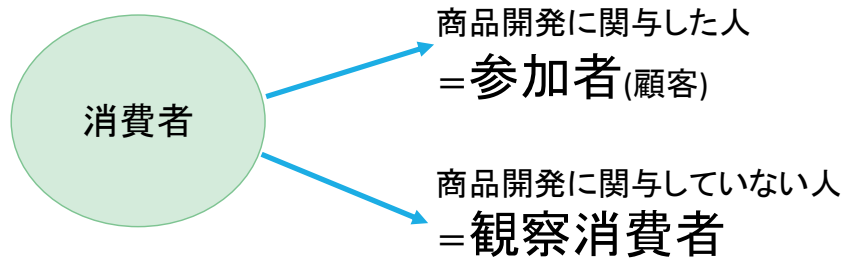 消費者
商品開発に関与した人
=参加者(顧客)
商品開発に関与していない人
=観察消費者